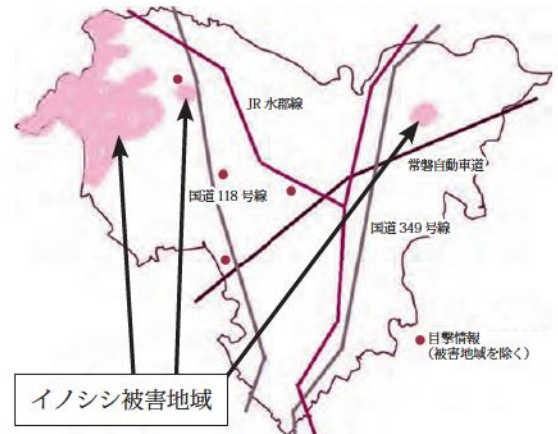 JR 水郡線
常磐自動車道
国道 118 号線
国道 349 号線
目撃情報
(被害地域を除く)
イノシシ被害地域